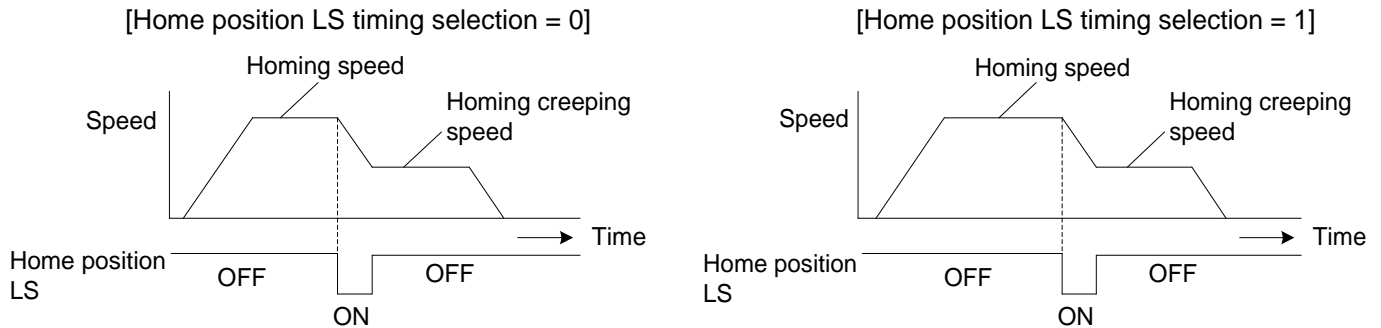 [Home position LS timing selection = 0]
Homing speed
Homing creeping
speed
Speed
Time
Home position
LS
OFF
OFF
ON
[Home position LS timing selection = 1]
Homing speed
Homing creeping
speed
Speed
Time
Home position
LS
OFF
OFF
ON